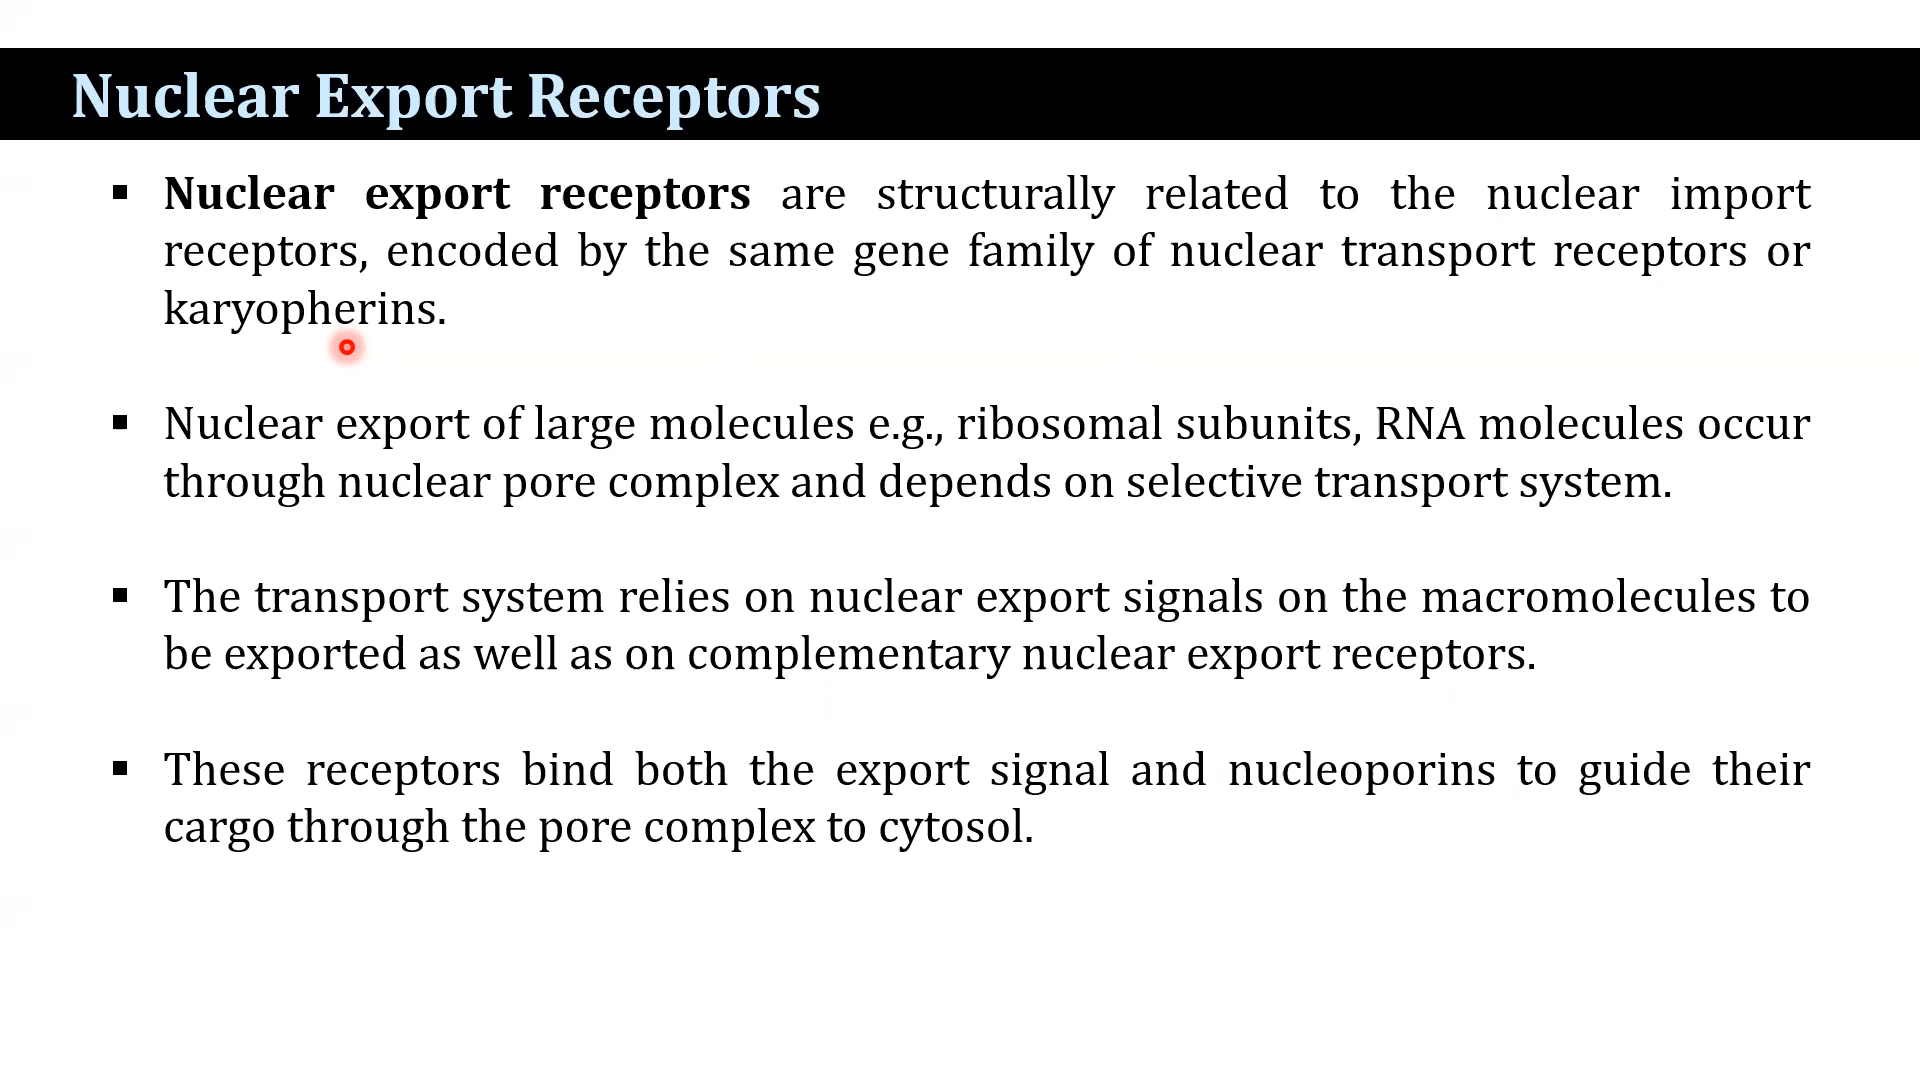 Nuclear Export Receptors
▪ Nuclear export receptors are structurally related to the nuclear import
receptors, encoded by the same gene family of nuclear transport receptors or
karyopherins.
▪ Nuclear export of large molecules e.g., ribosomal subunits, RNA molecules occur
through nuclear pore complex and depends on selective transport system.
▪ The transport system relies on nuclear export signals on the macromolecules to
be exported as well as on complementary nuclear export receptors.
▪ These receptors bind both the export signal and nucleoporins to guide their
cargo through the pore complex to cytosol.